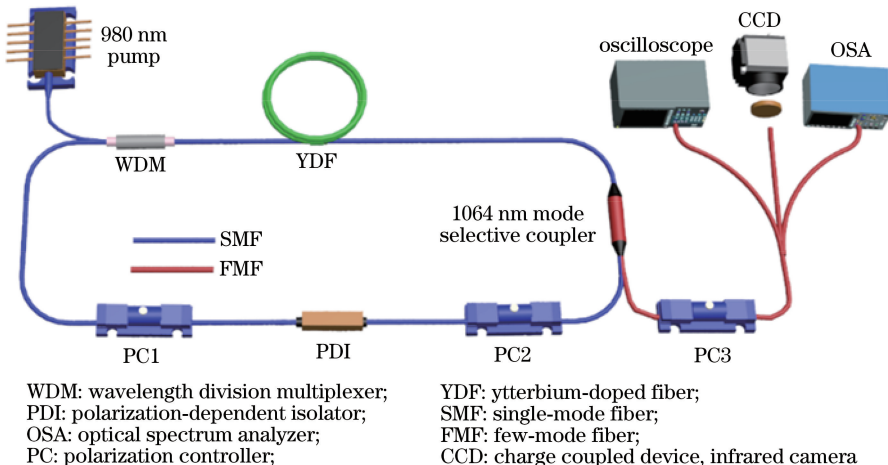 980 nm
pump
WDM
YDF
oscilloscope
CCD
OSA
1064 nm mode
selective coupler
SMF
FMF
PC1
PDI
PC2
PC3
WDM: wavelength division multiplexer;
PDI: polarization-dependent isolator;
OSA: optical spectrum analyzer;
PC: polarization controller;
YDF: ytterbium-doped fiber;
SMF: single-mode fiber;
FMF: few-mode fiber;
CCD: charge coupled device, infrared camera